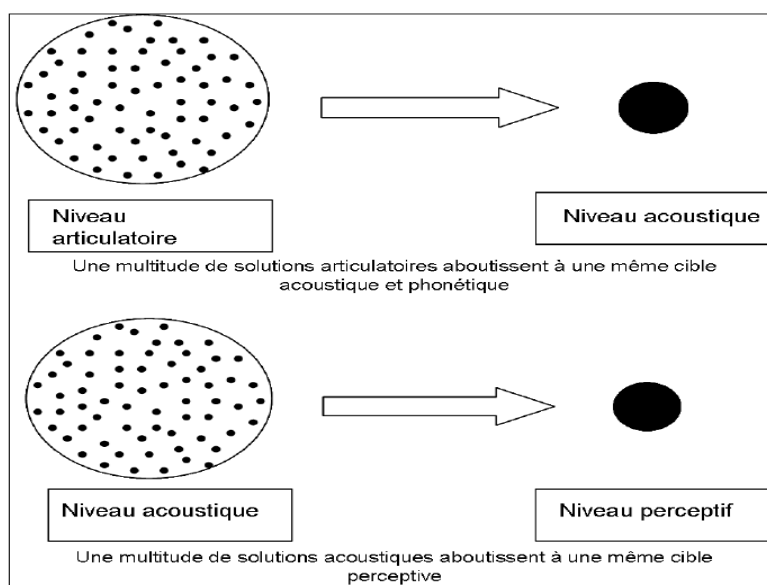 Niveau
articulatoire
Niveau acoustique
Une multitude de solutions articulatoires aboutissent à une même cible
acoustique et phonétique
Niveau acoustique
Niveau perceptif
Une multitude de solutions acoustiques aboutissent à une même cible
perceptive